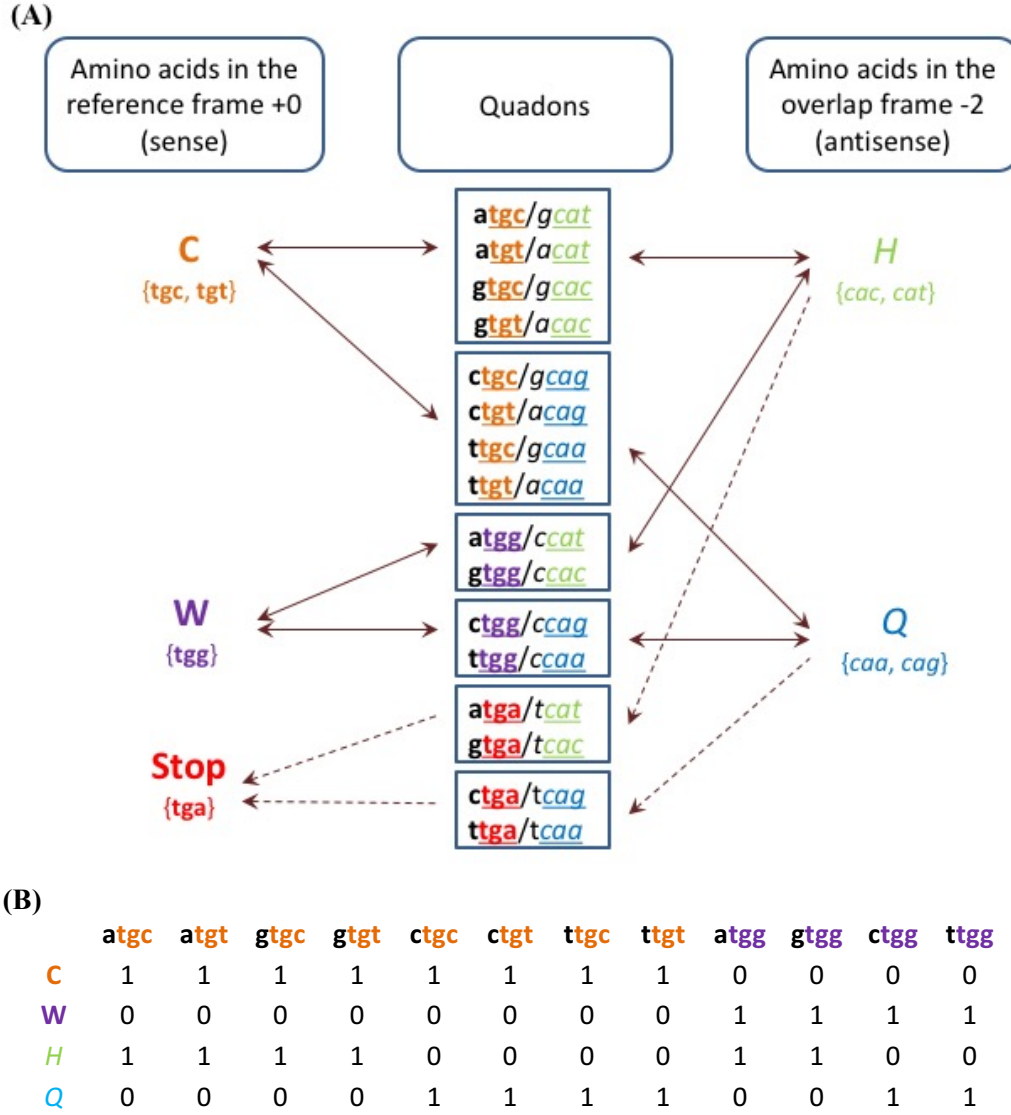 (A)
Amino acids in the reference frame +0 (sense)
Quadons
Amino acids in the overlap frame -2 (antisense)
C
{tgc, tgt}
atgc/gcat
atgt/acat
gtgc/gcac
gtgt/acac
H
{cac, cat}
ctgc/gcag
ctgt/acag
ttgc/gcaa
ttgt/acaa
W
{tgg}
atgg/ccat
gtgg/ccac
ctgg/ccag
ttgg/ccaa
Q
{caa, cag}
Stop
{tga}
atga/tcat
gtga/tcac
ctga/tcag
ttga/tcaa
(B)
atgc atgt gtgc gtgt ctgc ctgt ttgc ttgt atgg gtgg ctgg ttgg
C 1 1 1 1 1 1 1 1 0 0 0 0
W 0 0 0 0 0 0 0 0 1 1 1 1
H 1 1 1 1 0 0 0 0 1 1 0 0
Q 0 0 0 0 1 1 1 1 0 0 1 1